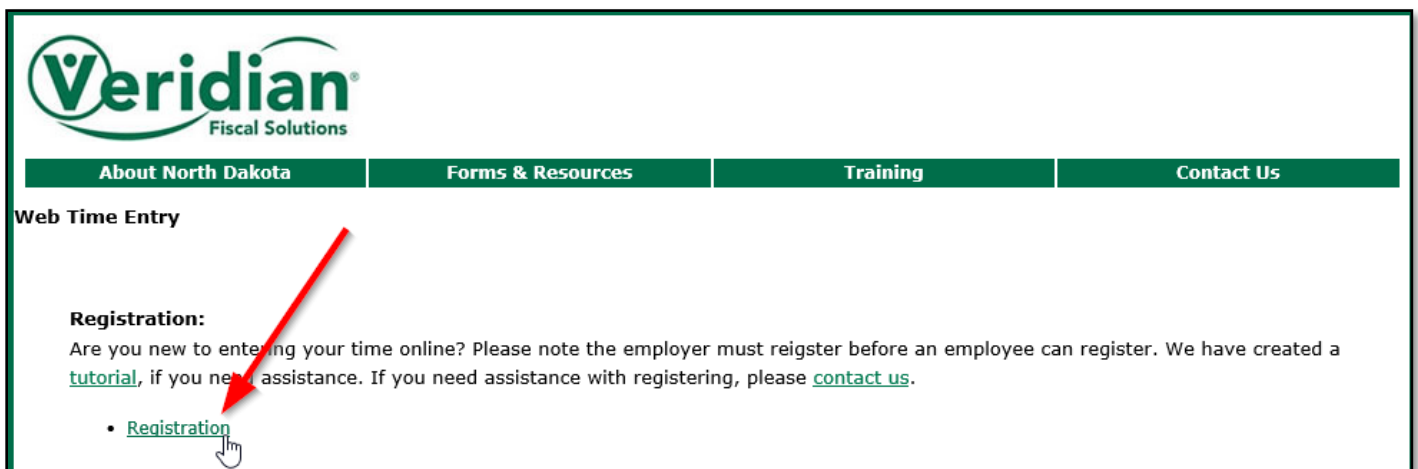 Veridian®
Fiscal Solutions
About North Dakota Forms & Resources Training Contact Us
Web Time Entry
Registration:
Are you new to entering your time online? Please note the employer must reigster before an employee can register. We have created a
tutorial, if you need assistance. If you need assistance with registering, please contact us.
• Registration